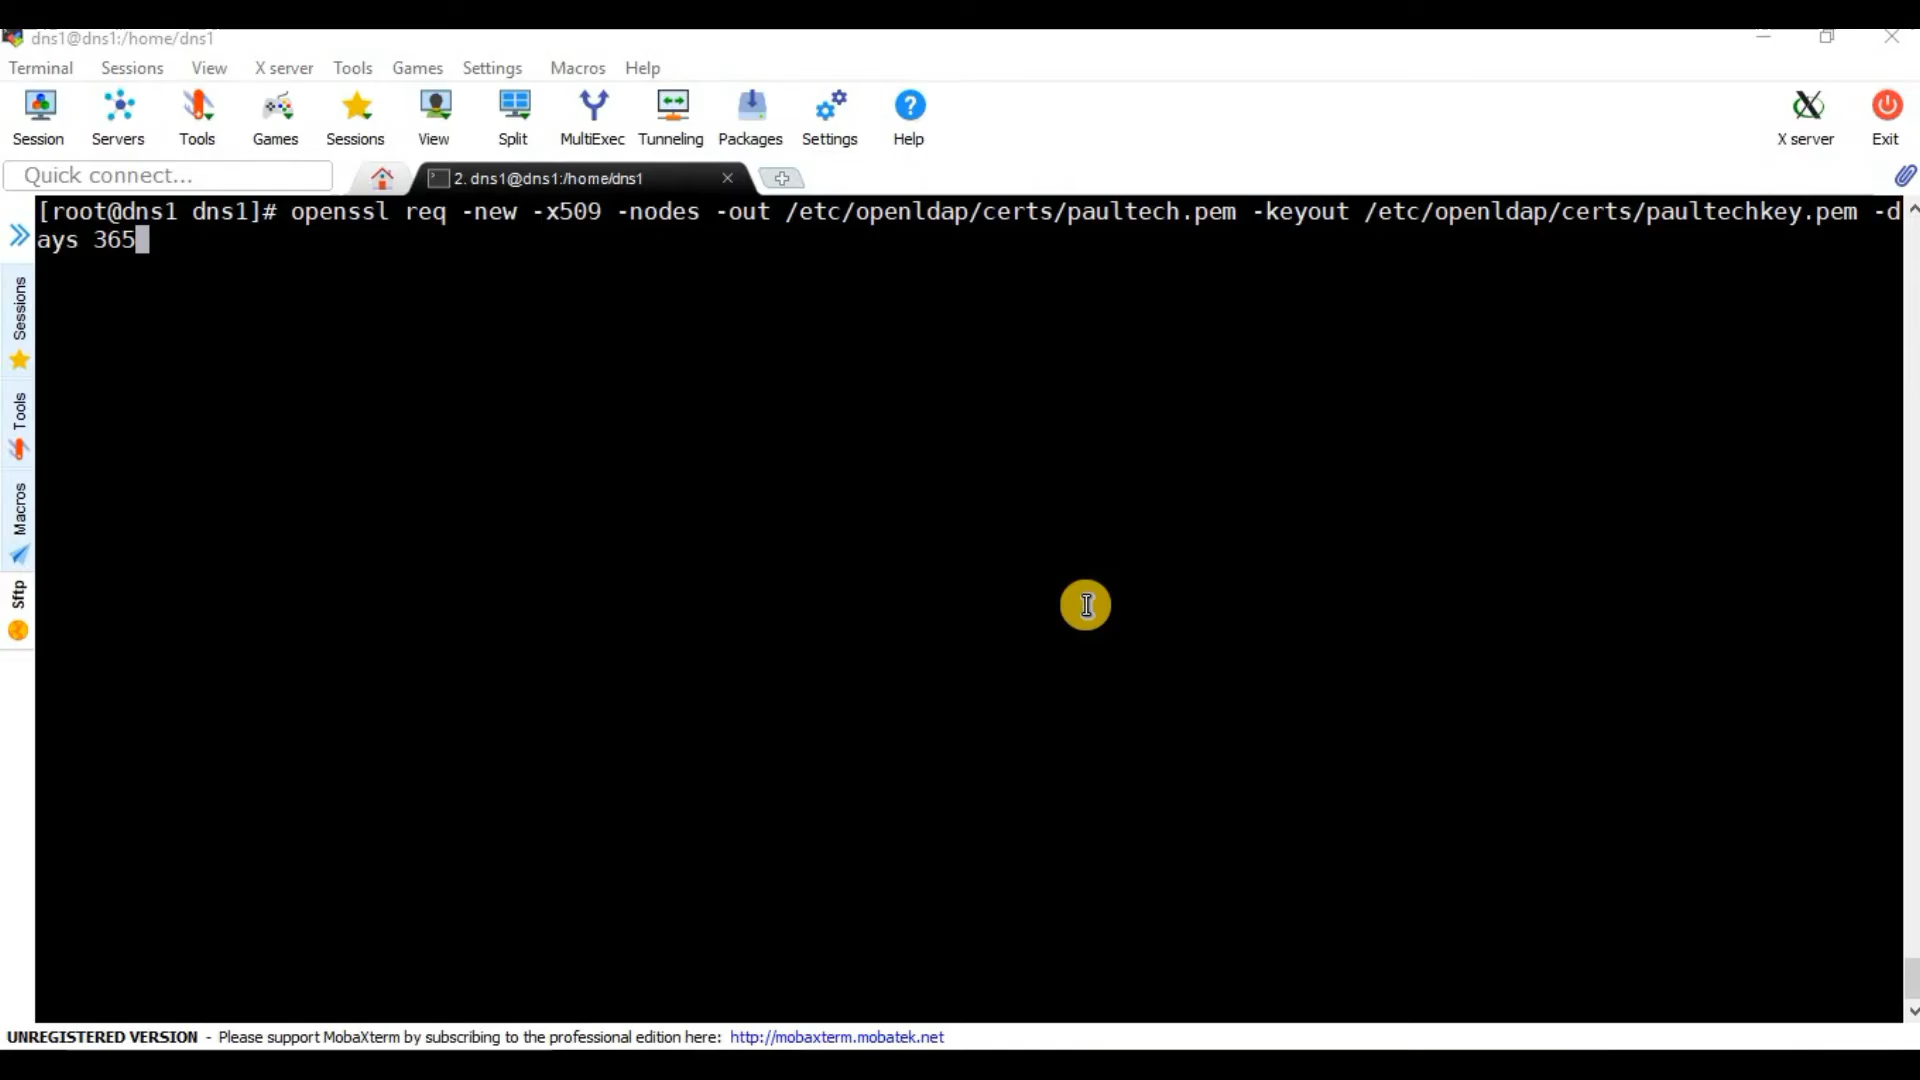 dns1@dns1:/home/dns1
Terminal Sessions View X server Tools Games Settings Macros Help
Session Servers Tools Games Sessions View Split MultiExec Tunneling Packages Settings Help X server Exit
Quick connect...
2. dns1@dns1:/home/dns1
[root@dns1 dns1]# openssl req -new -x509 -nodes -out /etc/openldap/certs/paultech.pem -keyout /etc/openldap/certs/paultechkey.pem -d
ays 365
Sessions
Tools
Macros
Sftp
UNREGISTERED VERSION - Please support MobaXterm by subscribing to the professional edition here: http://mobaxterm.mobatek.net